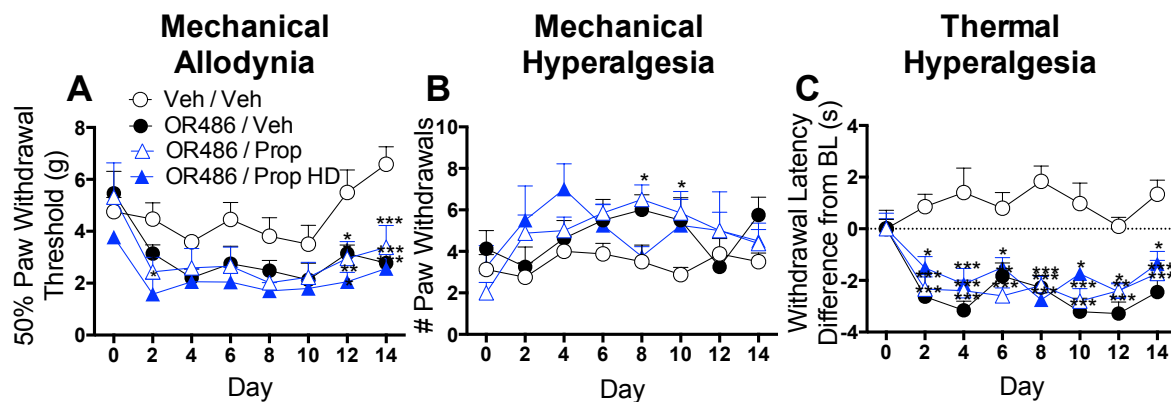 Mechanical
Allodynia
Mechanical
Hyperalgesia
Thermal
Hyperalgesia
A
Veh / Veh
OR486 / Veh
OR486 / Prop
OR486 / Prop HD
50% Paw Withdrawal
Threshold (g)
8
6
4
2
0
0 2 4 6 8 10 12 14
Day
*
*
**
*
***
***
B
# Paw Withdrawals
10
8
6
4
2
0
0 2 4 6 8 10 12 14
Day
* *
C
Withdrawal Latency
Difference from BL (s)
4
2
0
-2
-4
0 2 4 6 8 10 12 14
Day